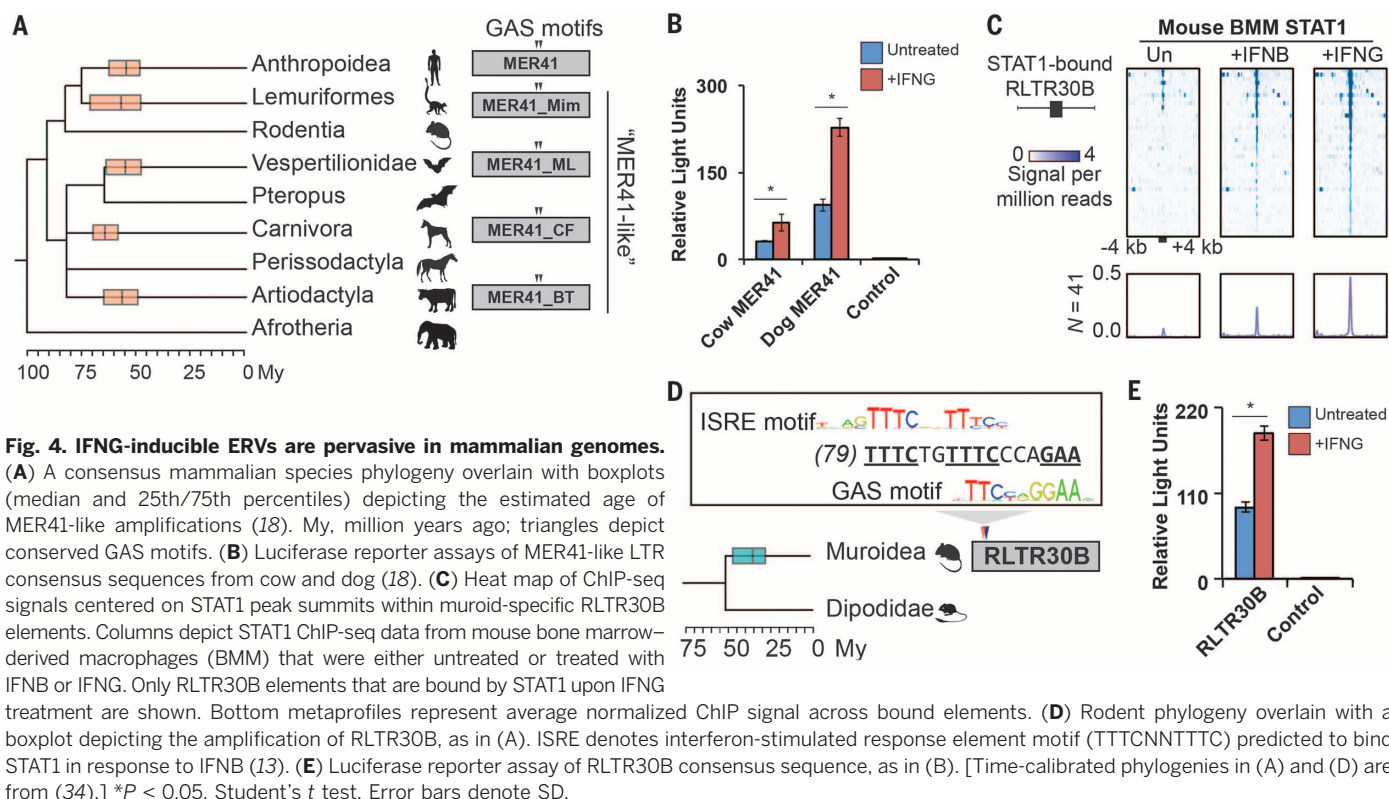 A
GAS motifs
Anthropoidea
MER41
Lemuriformes
MER41_Mim
Rodentia
Vespertilionidae
MER41_ML
Pteropus
Carnivora
MER41_CF
Perissodactyla
Artiodactyla
MER41_BT
Afrotheria
"MER41-like"
100 75 50 25 0 My
B
Untreated
+IFNG
Relative Light Units
300
150
0
*
*
Cow MER41
Dog MER41
Control
C
Mouse BMM STAT1
Un +IFNB +IFNG
STAT1-bound
RLTR30B
0 4
Signal per
million reads
-4 kb +4 kb
N = 41
0.5
0.0
D
ISRE motif
TTTC TTTCC
(79) TTTCTGTTTCCCAGAA
GAS motif
TTCC GGAA
Muroidea
RLTR30B
Dipodidae
75 50 25 0 My
E
Untreated
+IFNG
Relative Light Units
220
110
0
*
RLTR30B
Control
Fig. 4. IFNG-inducible ERVs are pervasive in mammalian genomes.
(A) A consensus mammalian species phylogeny overlain with boxplots
(median and 25th/75th percentiles) depicting the estimated age of
MER41-like amplifications (18). My, million years ago; triangles depict
conserved GAS motifs. (B) Luciferase reporter assays of MER41-like LTR
consensus sequences from cow and dog (18). (C) Heat map of ChIP-seq
signals centered on STAT1 peak summits within muroid-specific RLTR30B
elements. Columns depict STAT1 ChIP-seq data from mouse bone marrow–
derived macrophages (BMM) that were either untreated or treated with
IFNB or IFNG. Only RLTR30B elements that are bound by STAT1 upon IFNG
treatment are shown. Bottom metaprofiles represent average normalized ChIP signal across bound elements. (D) Rodent phylogeny overlain with a
boxplot depicting the amplification of RLTR30B, as in (A). ISRE denotes interferon-stimulated response element motif (TTTCNNTTTC) predicted to bind
STAT1 in response to IFNB (13). (E) Luciferase reporter assay of RLTR30B consensus sequence, as in (B). [Time-calibrated phylogenies in (A) and (D) are
from (34).] *P < 0.05, Student's t test. Error bars denote SD.